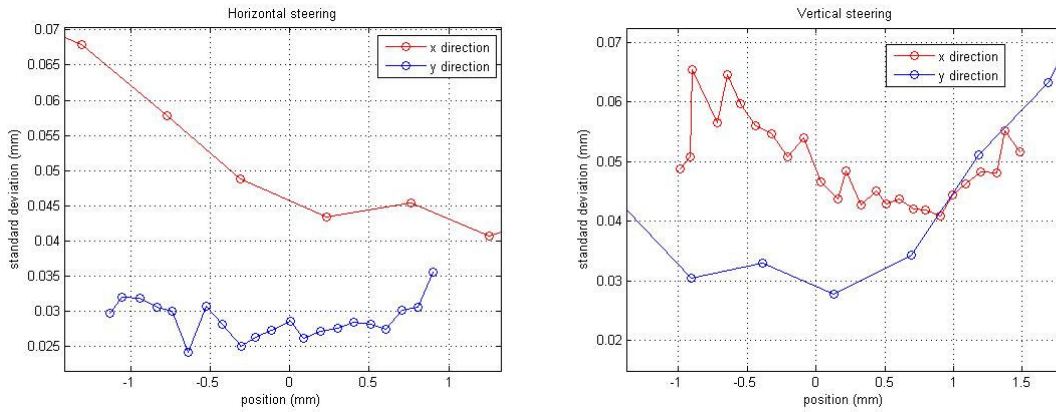 Horizontal steering
0.07
0.065
0.06
0.055
0.05
0.045
0.04
0.035
0.03
0.025
standard deviation (mm)
x direction
y direction
-1
-0.5
0
0.5
1
position (mm)
Vertical steering
0.07
0.06
0.05
0.04
0.03
0.02
standard deviation (mm)
x direction
y direction
-1
-0.5
0
0.5
1
1.5
position (mm)